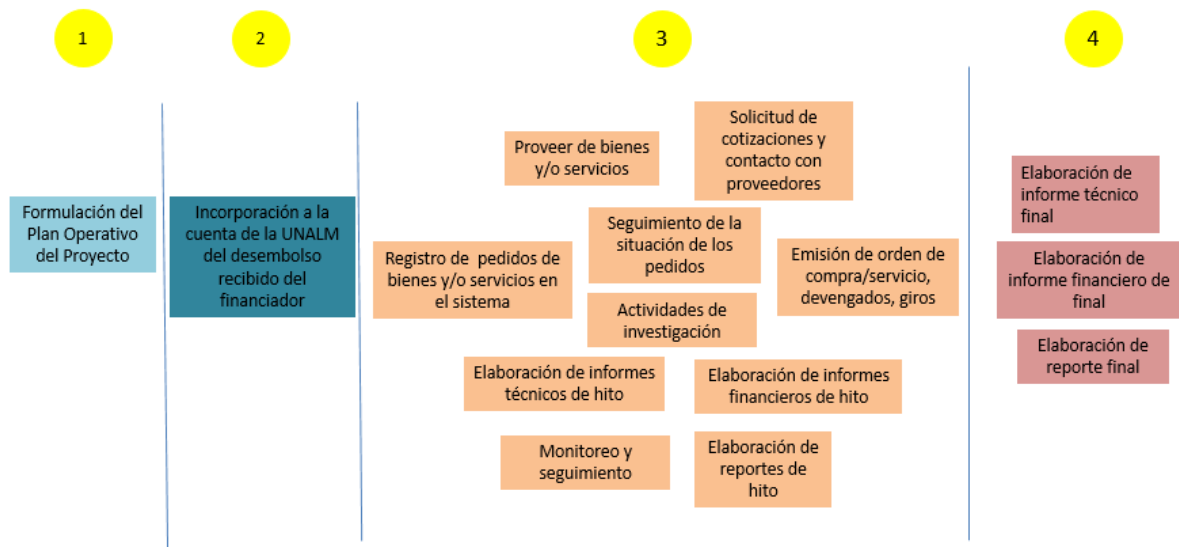 1
2
3
4
Formulación del
Plan Operativo
del Proyecto
Incorporación a la
cuenta de la UNALM
del desembolso
recibido del
financiador
Proveer de bienes
y/o servicios
Solicitud de
cotizaciones y
contacto con
proveedores
Registro de pedidos de
bienes y/o servicios en
el sistema
Seguimiento de la
situación de los
pedidos
Emisión de orden de
compra/servicio,
devengados, giros
Actividades de
investigación
Elaboración de informes
técnicos de hito
Elaboración de informes
financieros de hito
Monitoreo y
seguimiento
Elaboración de
reportes de
hito
Elaboración de
informe técnico
final
Elaboración de
informe financiero de
final
Elaboración de
reporte final